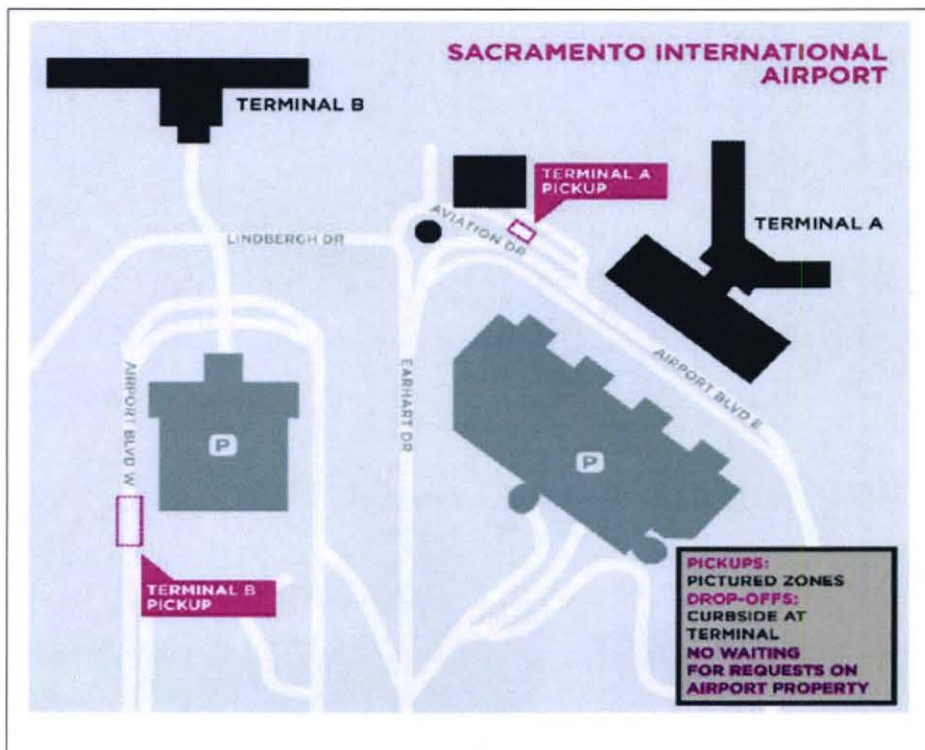 SACRAMENTO INTERNATIONAL
AIRPORT
TERMINAL B
TERMINAL A
PICKUP
TERMINAL A
AVIATION DR
LINDBERGH DR
AIRPORT BLVD W
EARHART DR
AIRPORT BLVD E
P
P
TERMINAL B
PICKUP
PICKUPS:
PICTURED ZONES
DROP-OFFS:
CURBSIDE AT
TERMINAL
NO WAITING
FOR REQUESTS ON
AIRPORT PROPERTY